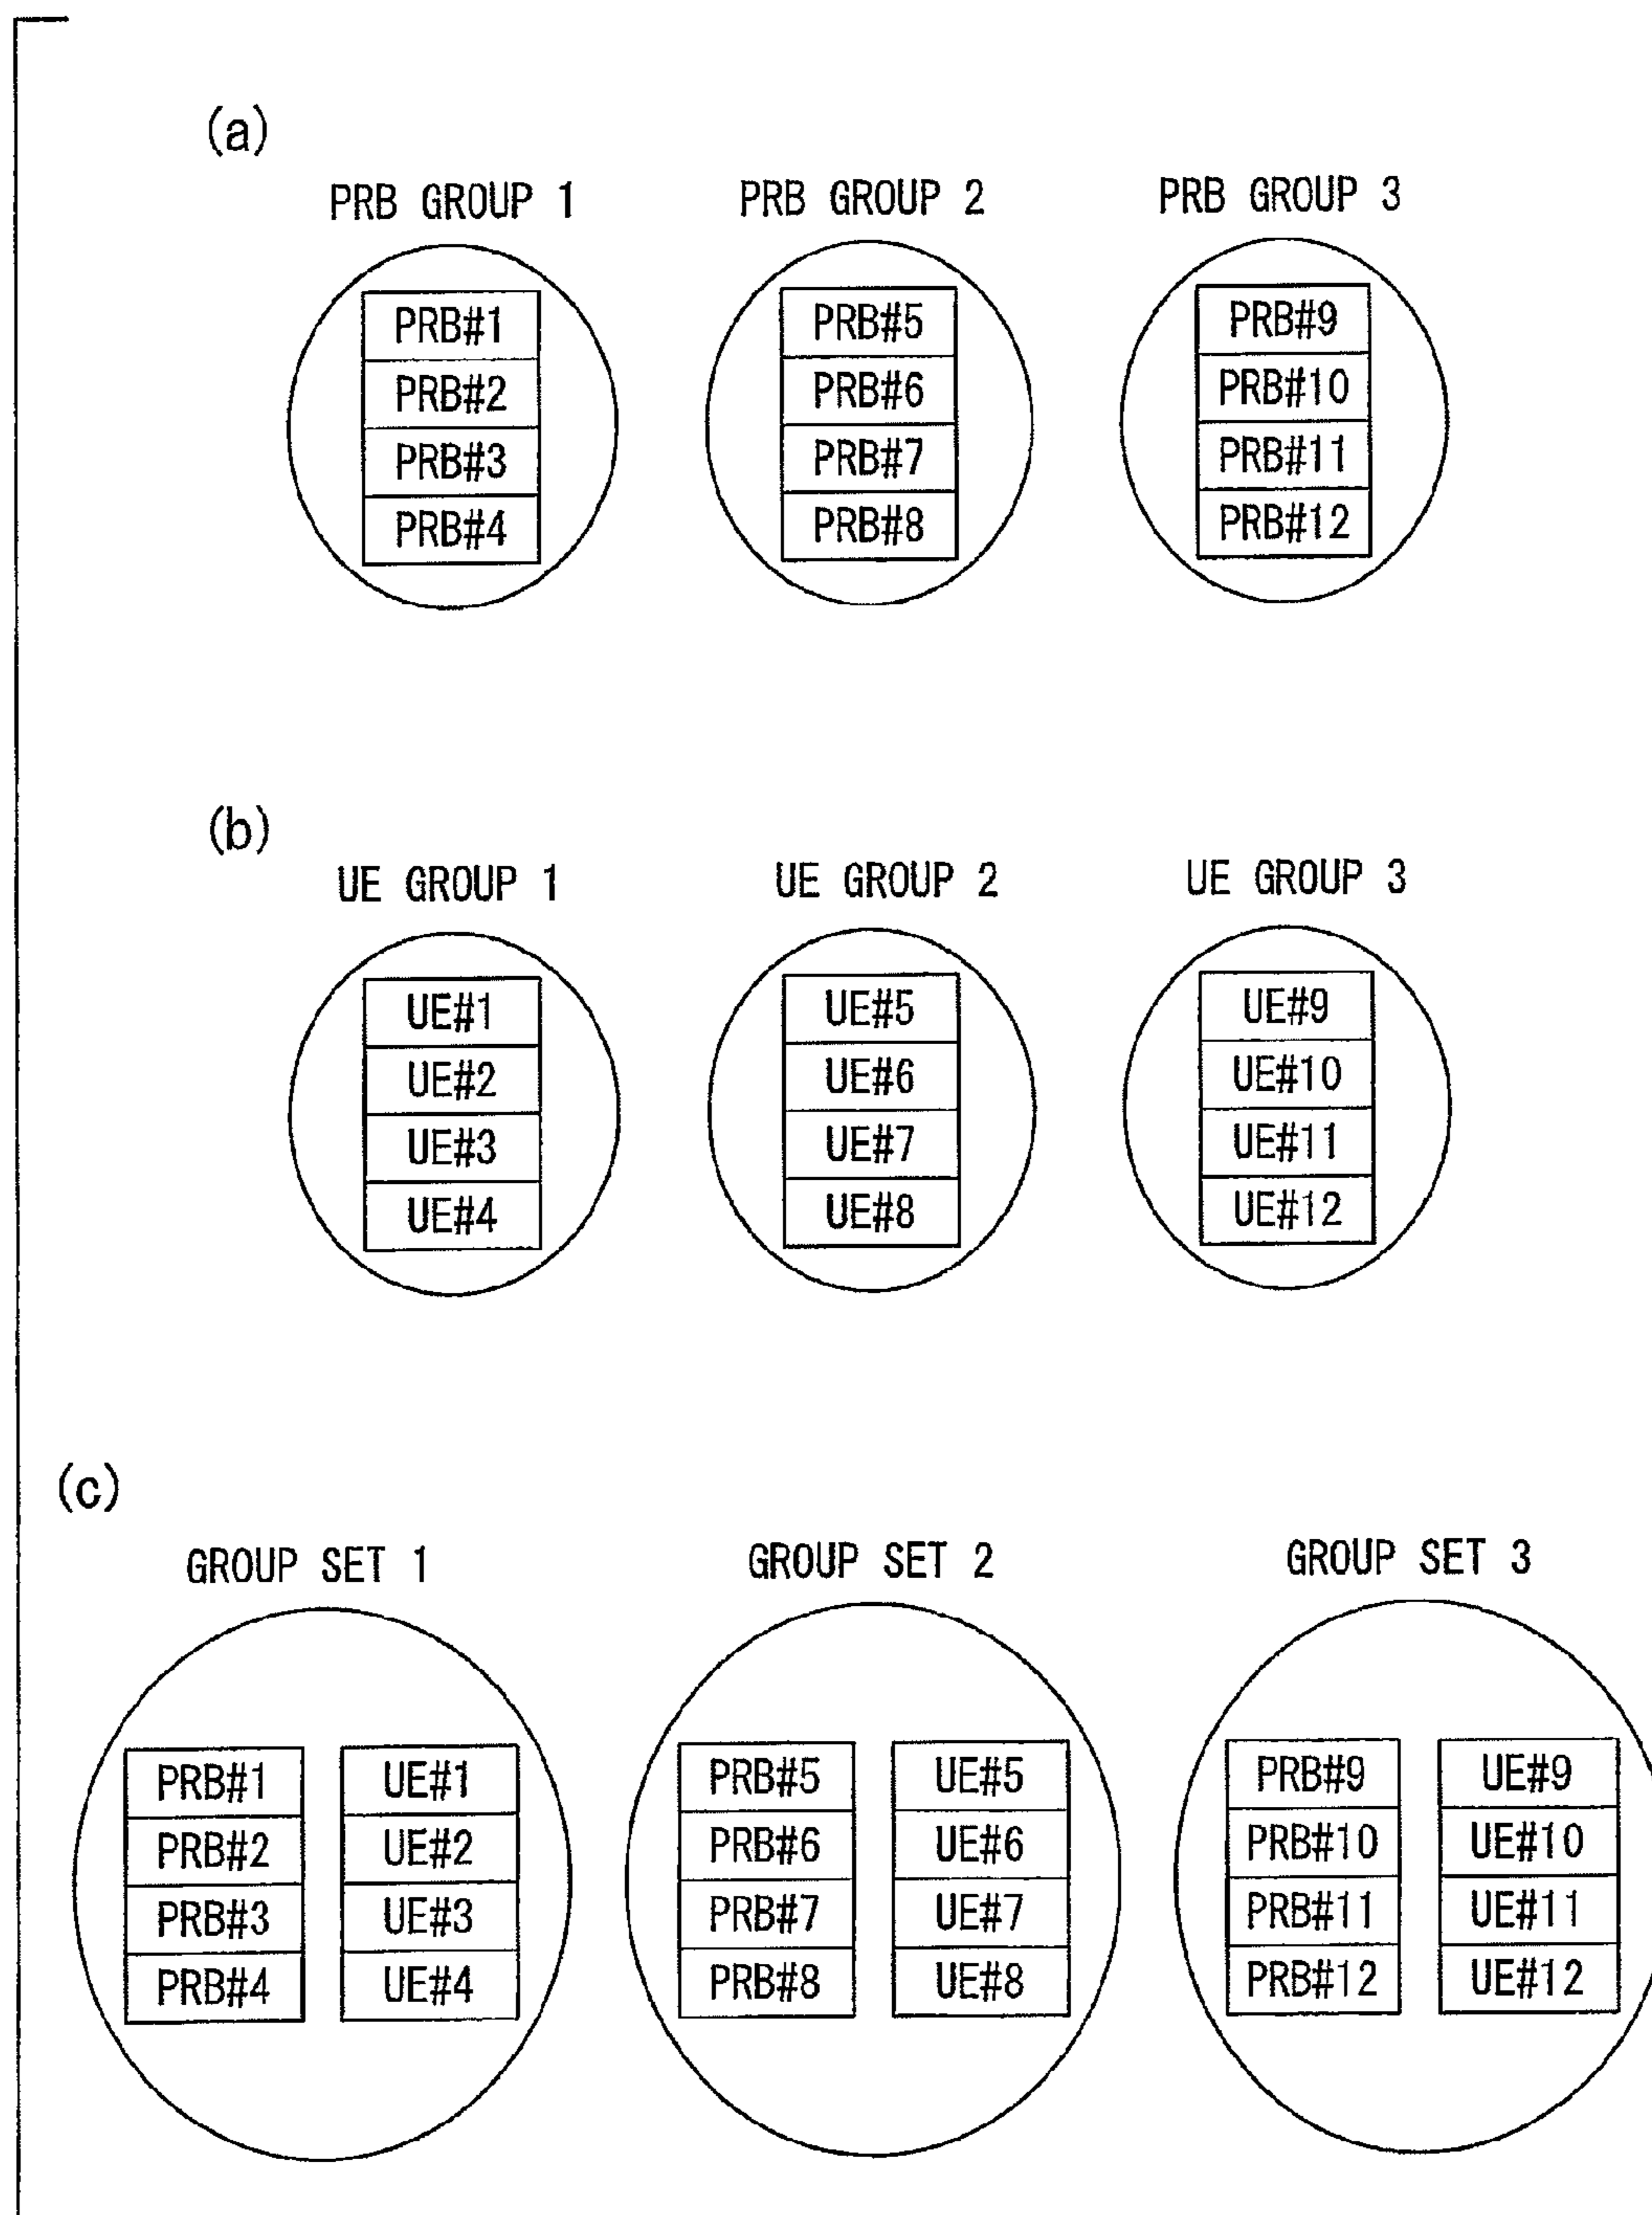 (a)
PRB GROUP 1 PRB GROUP 2 PRB GROUP 3
PRB#1 PRB#5 PRB#9
PRB#2 PRB#6 PRB#10
PRB#3 PRB#7 PRB#11
PRB#4 PRB#8 PRB#12
(b)
UE GROUP 1 UE GROUP 2 UE GROUP 3
UE#1 UE#5 UE#9
UE#2 UE#6 UE#10
UE#3 UE#7 UE#11
UE#4 UE#8 UE#12
(c)
GROUP SET 1 GROUP SET 2 GROUP SET 3
PRB#1 UE#1 PRB#5 UE#5 PRB#9 UE#9
PRB#2 UE#2 PRB#6 UE#6 PRB#10 UE#10
PRB#3 UE#3 PRB#7 UE#7 PRB#11 UE#11
PRB#4 UE#4 PRB#8 UE#8 PRB#12 UE#12